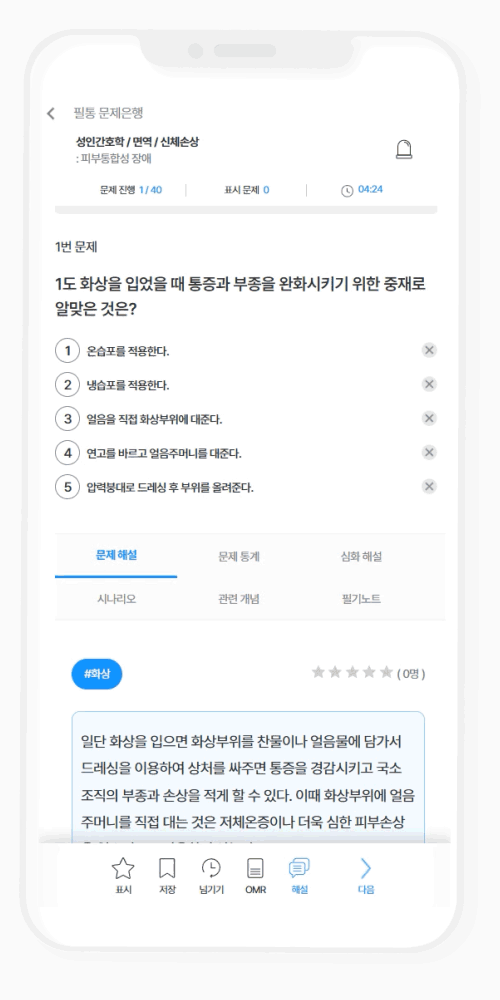 필통 문제은행
성인간호학 / 면역 / 신체손상
: 피부통합성 장애
문제 진행 1 / 40 표시 문제 0 04:24
1번 문제
1도 화상을 입었을 때 통증과 부종을 완화시키기 위한 중재로
알맞은 것은?
1 온습포를 적용한다.
2 냉습포를 적용한다.
3 얼음을 직접 화상부위에 대준다.
4 연고를 바르고 얼음주머니를 대준다.
5 압력붕대로 드레싱 후 부위를 올려준다.
문제 해설 문제 통계 심화 해설
시나리오 관련 개념 필기노트
#화상 ( 0명 )
일단 화상을 입으면 화상부위를 찬물이나 얼음물에 담가서
드레싱을 이용하여 상처를 싸주면 통증을 경감시키고 국소
조직의 부종과 손상을 적게 할 수 있다. 이때 화상부위에 얼음
주머니를 직접 대는 것은 저체온증이나 더욱 심한 피부손상
표시 저장 넘기기 OMR 해설 다음